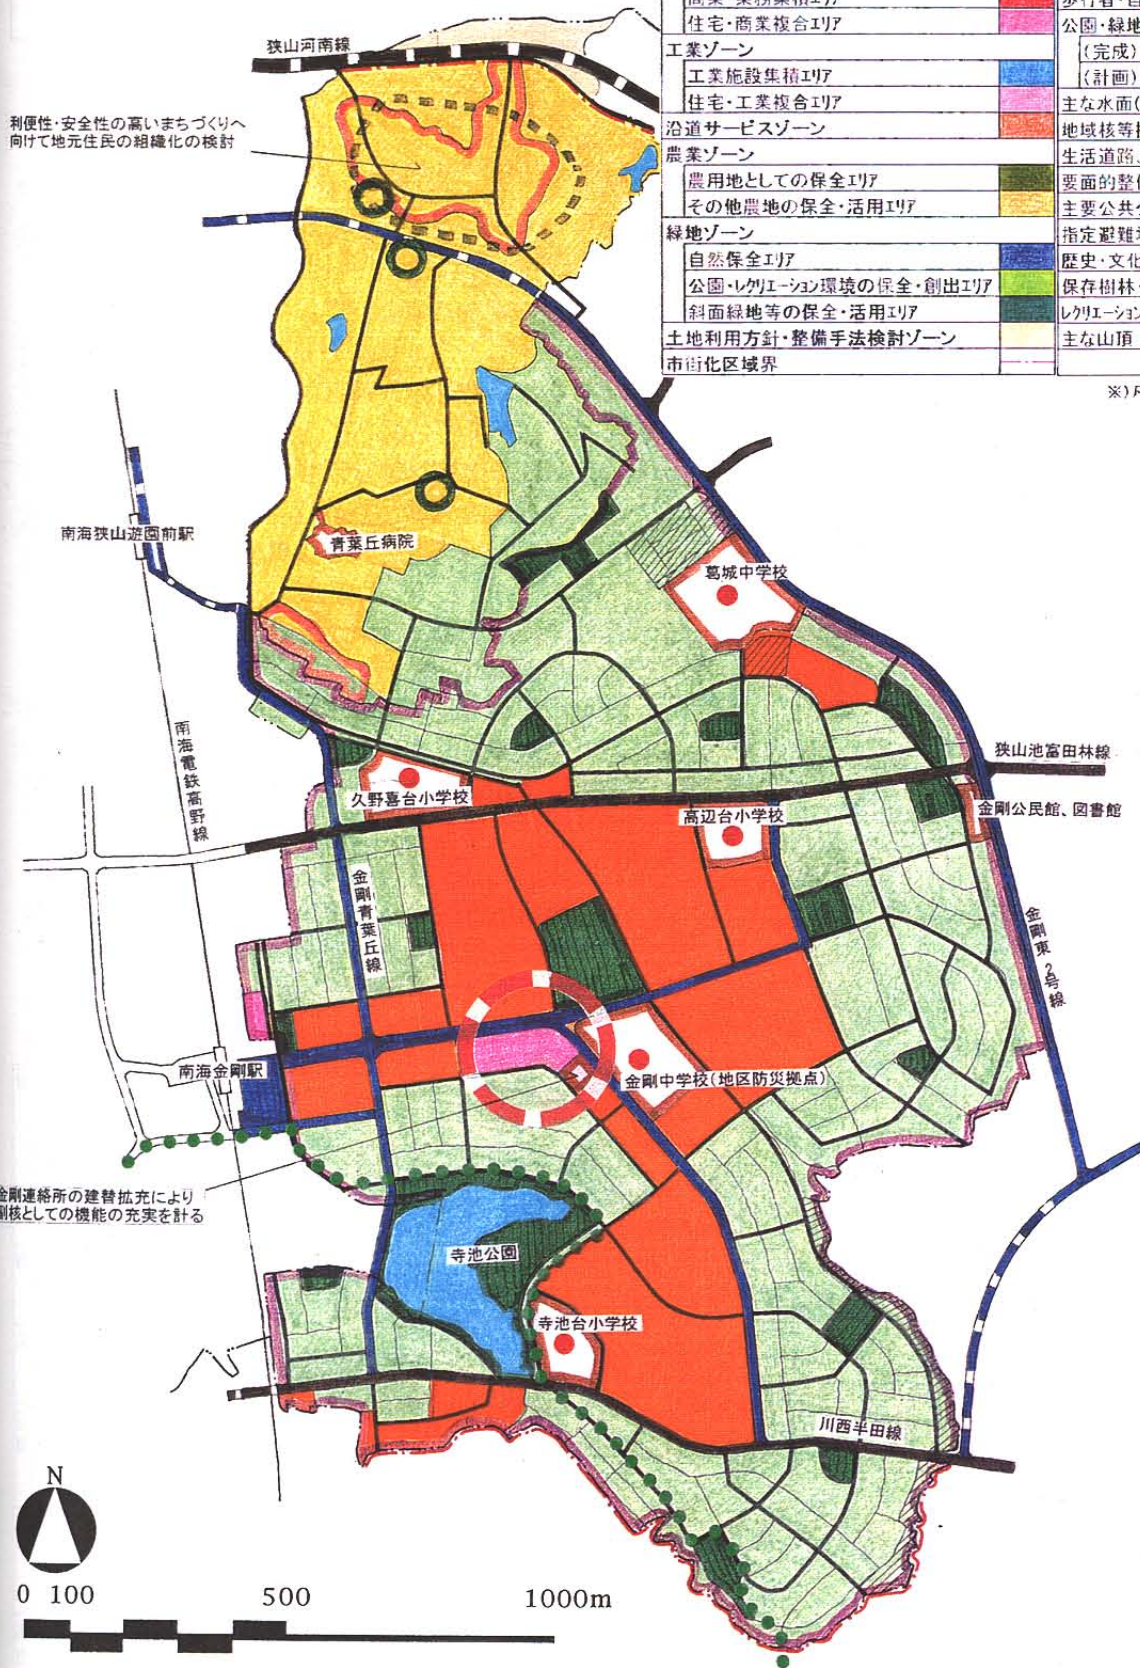 商業・業務集積エリア
住宅・商業複合エリア
工業ゾーン
工業施設集積エリア
住宅・工業複合エリア
沿道サービスゾーン
農業ゾーン
農用地としての保全エリア
その他農地の保全・活用エリア
緑地ゾーン
自然保全エリア
公園・レクリエーション環境の保全・創出エリア
斜面緑地等の保全・活用エリア
土地利用方針・整備手法検討ゾーン
市街化区域界
歩行者・自
公園・緑地
(完成)
(計画)
主な水面(
地域核等
生活道路、
要面的整備
主要公共
指定避難
歴史・文化
保存樹林
レクリエーション
主な山頂
狭山河南線
利便性・安全性の高いまちづくりへ
向けて地元住民の組織化の検討
南海狭山遊園前駅
青葉丘病院
葛城中学校
南海電鉄高野線
狭山池富田林線
久野喜台小学校
高辺台小学校
金剛公民館、図書館
金剛青葉丘線
金剛東2号線
南海金剛駅
金剛中学校(地区防災拠点)
金剛連絡所の建替拡充により
剛核としての機能の充実を計る
寺池公園
寺池台小学校
川西半田線
N
0 100 500 1000m